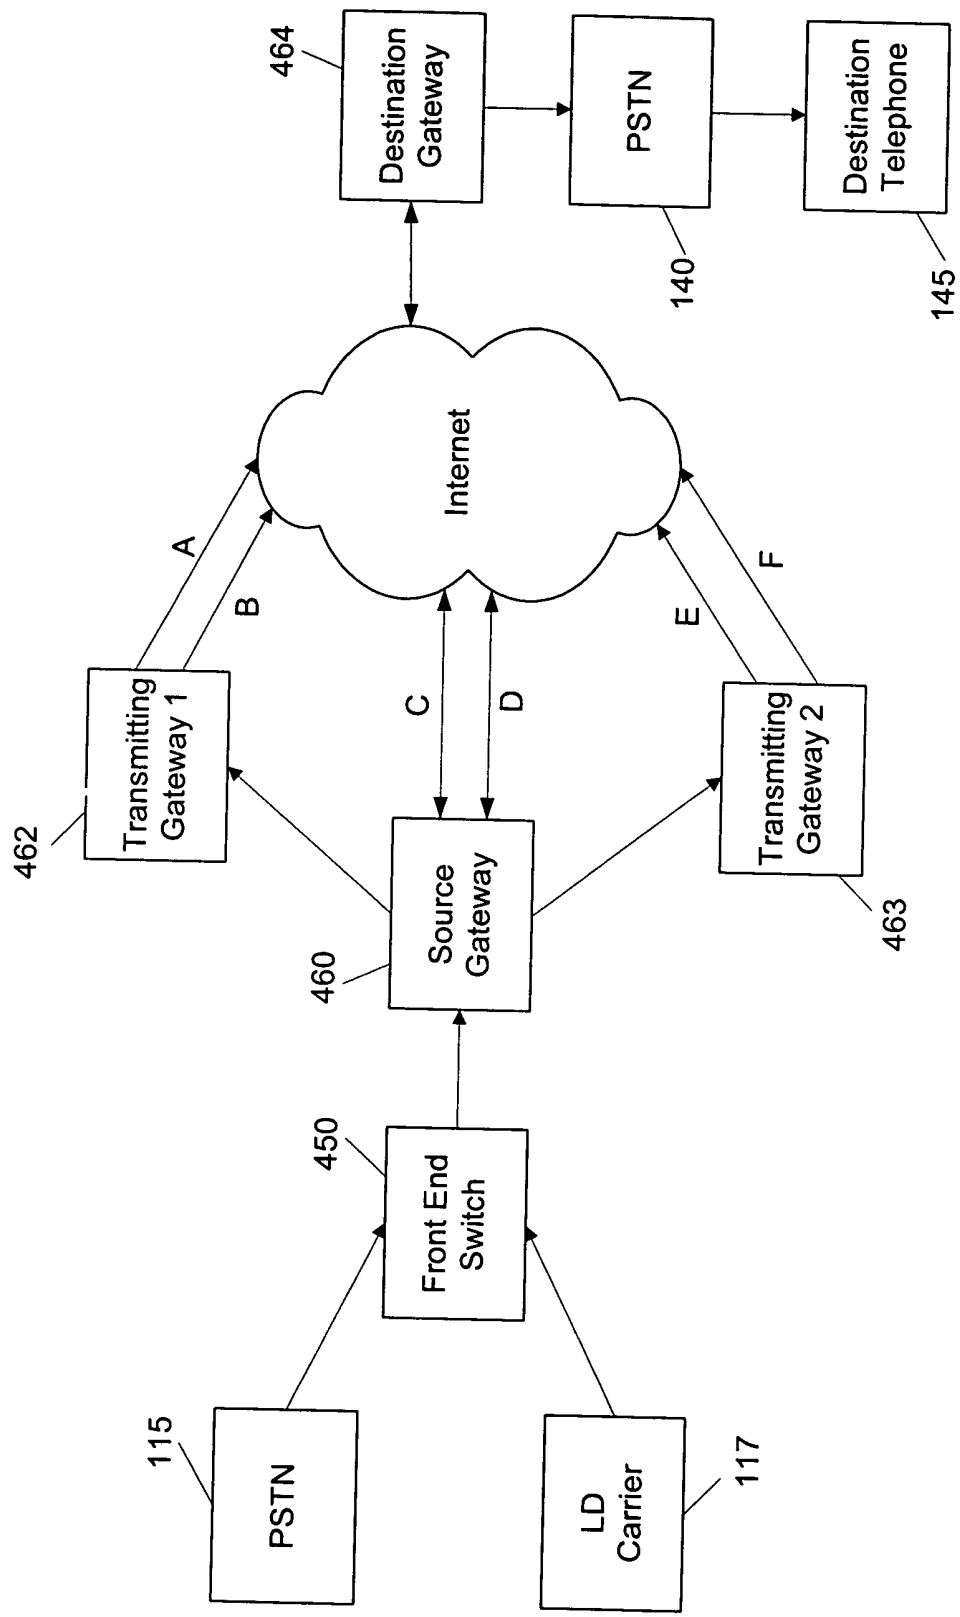 115
PSTN
LD
Carrier
117
450
Front End
Switch
460
Source
Gateway
462
Transmitting
Gateway 1
Transmitting
Gateway 2
463
A
B
C
D
E
F
Internet
464
Destination
Gateway
PSTN
140
Destination
Telephone
145